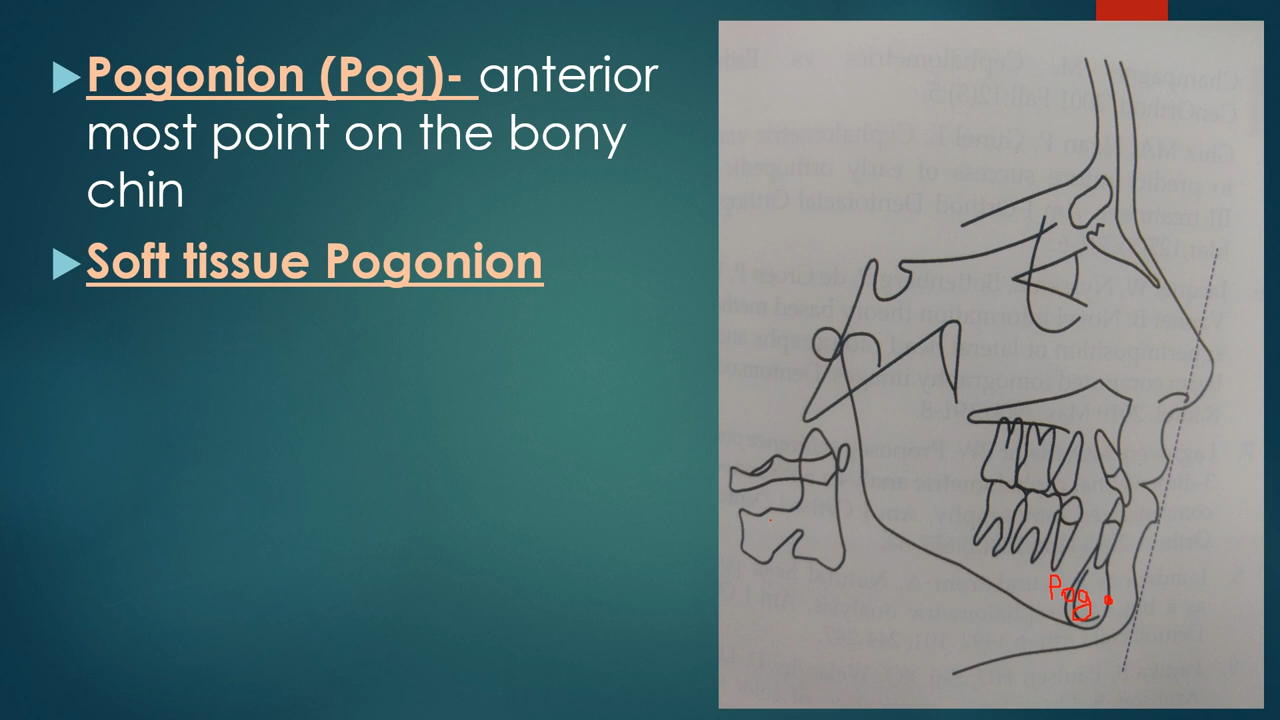 Pogonion (Pog)- anterior
most point on the bony
chin
Soft tissue Pogonion
Pog